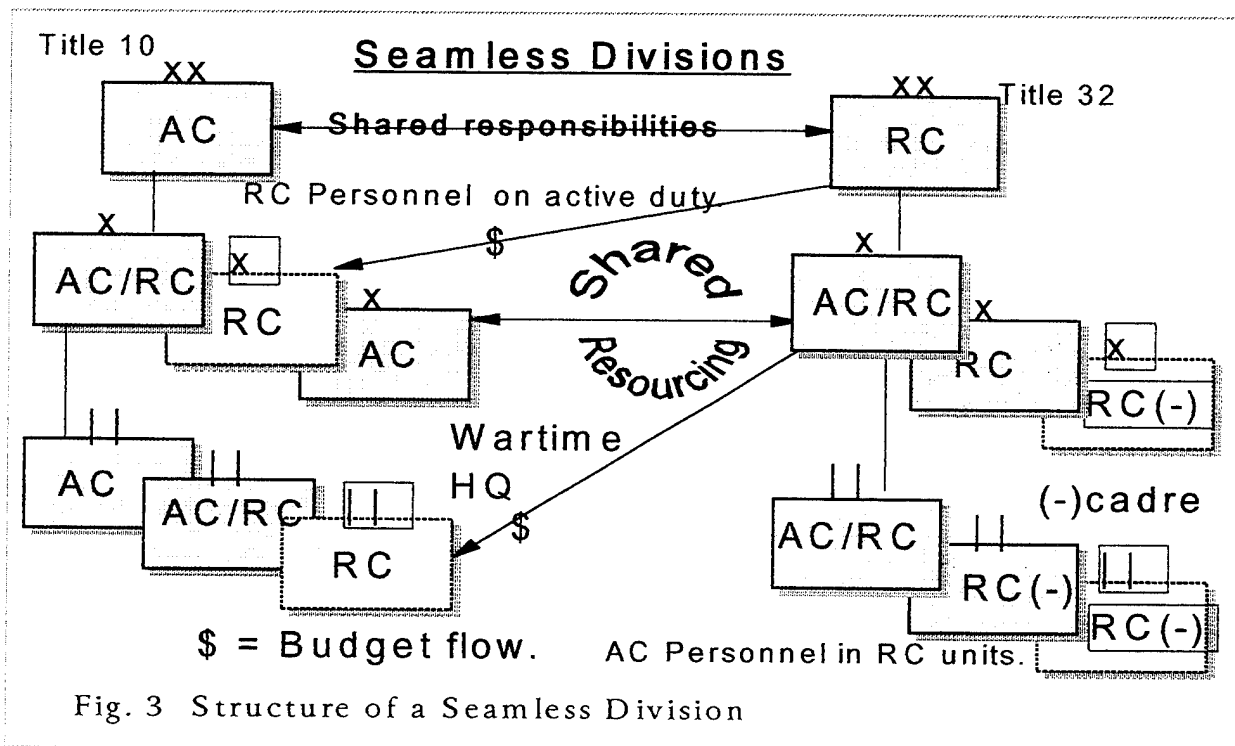 Title 10
Seamless Divisions
XX
XX
Title 32
AC
Shared responsibilities
RC
RC Personnel on active duty.
$
X
X
X
AC/RC
RC
X
AC
Shared
Resourcing
X
AC/RC
X
RC
X
RC(-)
Wartime
HQ
$
| |
AC
| |
AC/RC
| |
RC
| |
AC/RC
(-)cadre
| |
RC(-)
| |
RC(-)
$ = Budget flow.
AC Personnel in RC units.
Fig. 3 Structure of a Seamless Division